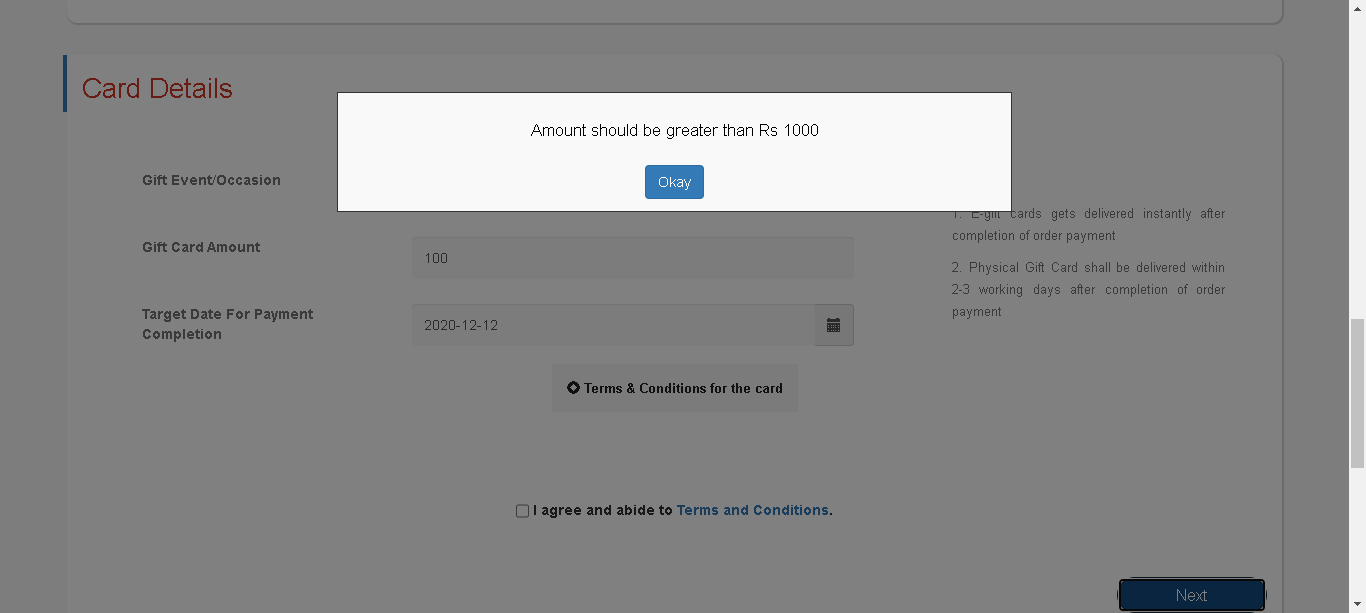 Card Details
Amount should be greater than Rs 1000
Okay
Gift Event/Occasion
Gift Card Amount
100
Target Date For Payment
Completion
2020-12-12
Terms & Conditions for the card
1. E-gift cards gets delivered instantly after
completion of order payment
2. Physical Gift Card shall be delivered within
2-3 working days after completion of order
payment
I agree and abide to Terms and Conditions.
Next